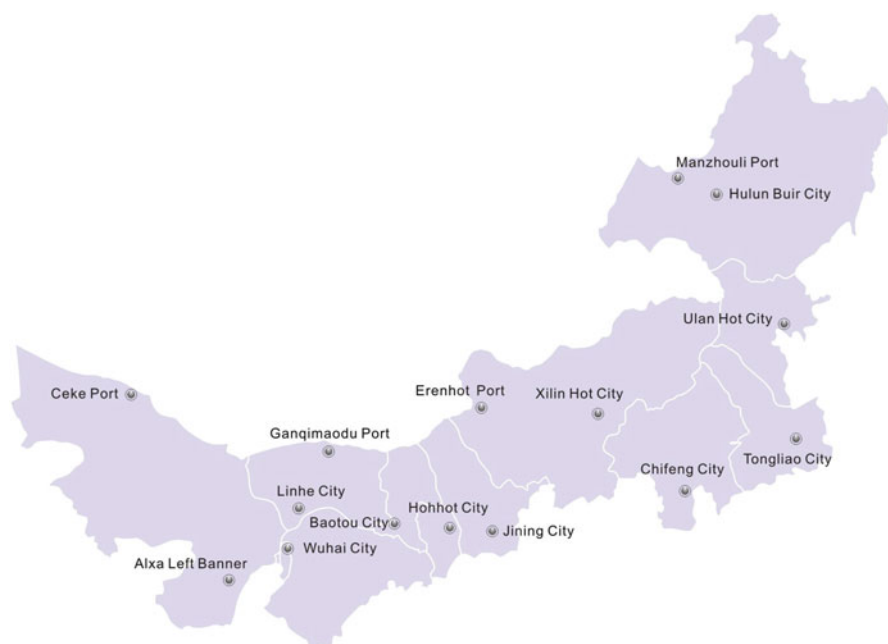 Manzhouli Port
Hulun Buir City
Ulan Hot City
Ceke Port
Erenhot Port
Xilin Hot City
Ganqimaodu Port
Tongliao City
Chifeng City
Linhe City
Hohhot City
Baotou City
Jining City
Wuhai City
Alxa Left Banner